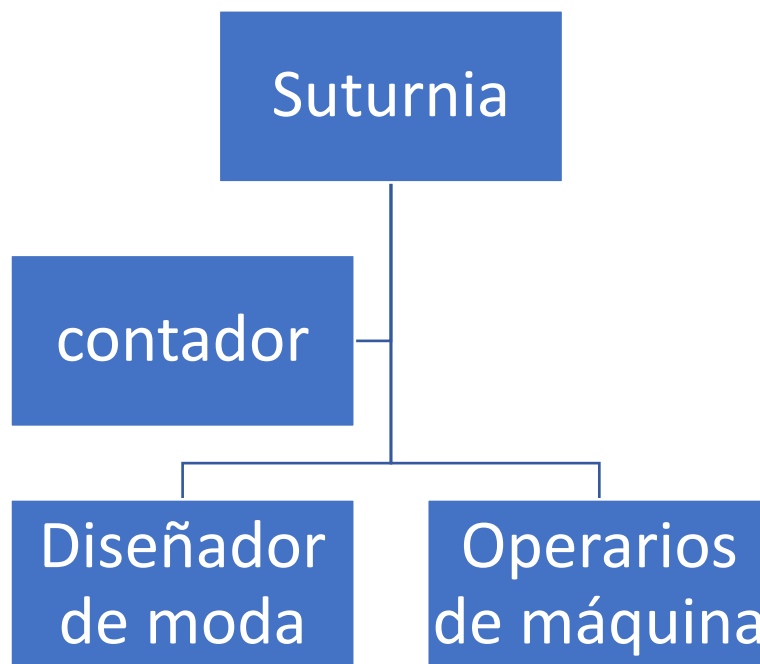 Suturnia
contador
Diseñador
de moda
Operarios
de máquina